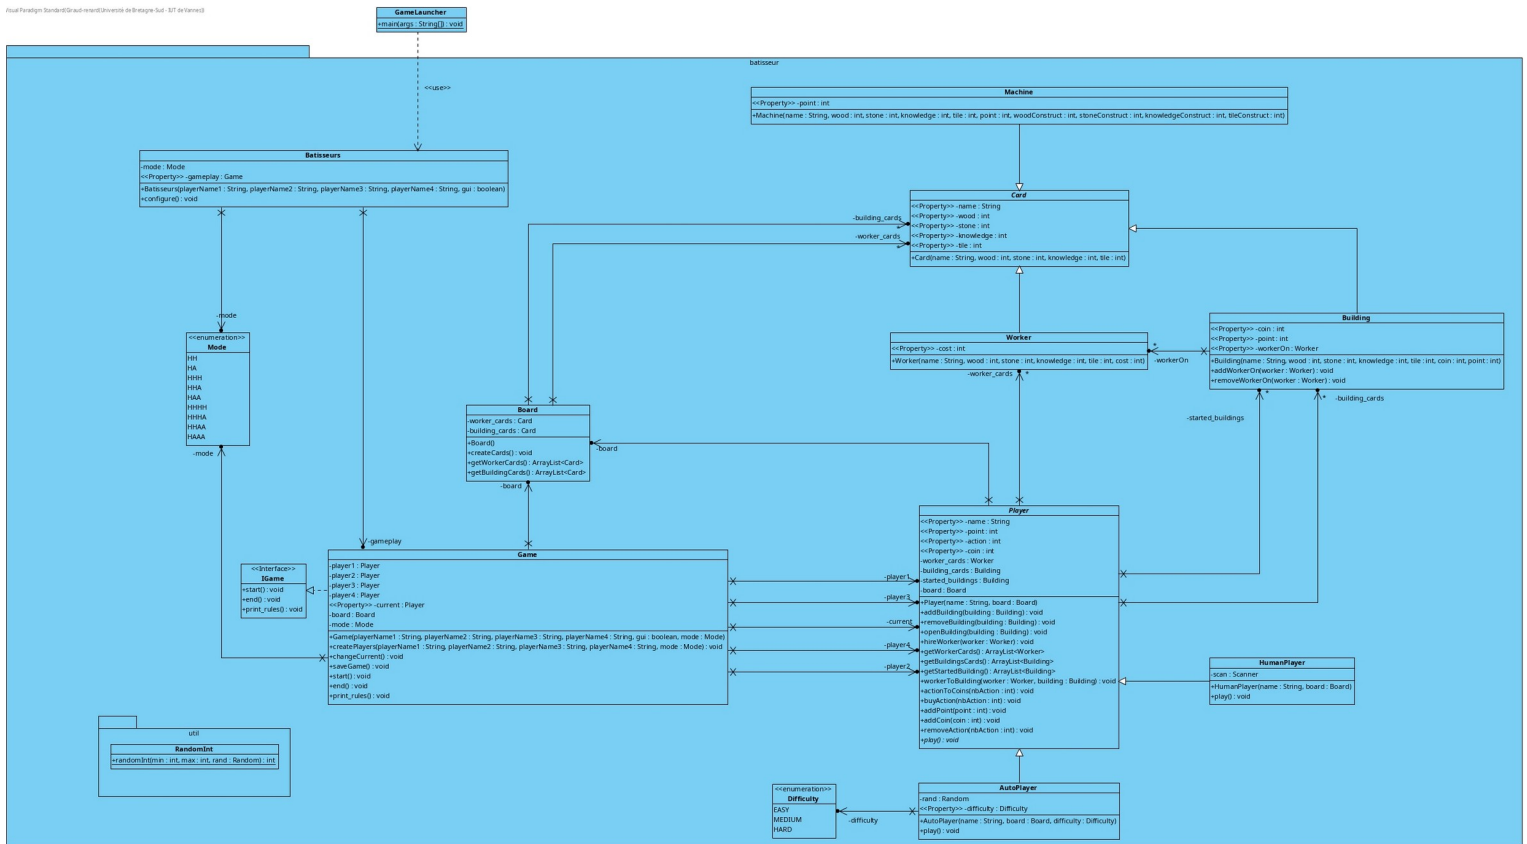 Visual Paradigm Standard(Giraud-renard(Université de Bretagne-Sud - IUT de Vannes))
GameLauncher
+main(args : String[]) : void
<<use>>
batisseur
Machine
<<Property>> -point : int
+Machine(name : String, wood : int, stone : int, knowledge : int, tile : int, point : int, woodConstruct : int, stoneConstruct : int, knowledgeConstruct : int, tileConstruct : int)
Batisseurs
-mode : Mode
<<Property>> -gameplay : Game
+Batisseurs(playerName1 : String, playerName2 : String, playerName3 : String, playerName4 : String, gui : boolean)
+configure() : void
Card
<<Property>> -name : String
<<Property>> -wood : int
<<Property>> -stone : int
<<Property>> -knowledge : int
<<Property>> -tile : int
+Card(name : String, wood : int, stone : int, knowledge : int, tile : int)
-building_cards
*
-worker_cards
*
-mode
<<enumeration>>
Mode
HH
HA
HHH
HHA
HAA
HHHH
HHHA
HHAA
HAAA
-mode
Worker
<<Property>> -cost : int
+Worker(name : String, wood : int, stone : int, knowledge : int, tile : int, cost : int)
-worker_cards
*
*
-workerOn
Building
<<Property>> -coin : int
<<Property>> -point : int
<<Property>> -workerOn : Worker
+Building(name : String, wood : int, stone : int, knowledge : int, tile : int, coin : int, point : int)
+addWorkerOn(worker : Worker) : void
+removeWorkerOn(worker : Worker) : void
*
-started_buildings
*
-building_cards
Board
-worker_cards : Card
-building_cards : Card
+Board()
+createCards() : void
+getWorkerCards() : ArrayList<Card>
+getBuildingCards() : ArrayList<Card>
-board
-board
-gameplay
<<Interface>>
IGame
+start() : void
+end() : void
+print_rules() : void
Game
-player1 : Player
-player2 : Player
-player3 : Player
-player4 : Player
<<Property>> -current : Player
-board : Board
-mode : Mode
+Game(playerName1 : String, playerName2 : String, playerName3 : String, playerName4 : String, gui : boolean, mode : Mode)
+createPlayers(playerName1 : String, playerName2 : String, playerName3 : String, playerName4 : String, mode : Mode) : void
+changeCurrent() : void
+saveGame() : void
+start() : void
+end() : void
+print_rules() : void
-player1
-player3
-current
-player4
-player2
Player
<<Property>> -name : String
<<Property>> -point : int
<<Property>> -action : int
<<Property>> -coin : int
-worker_cards : Worker
-building_cards : Building
-started_buildings : Building
-board : Board
+Player(name : String, board : Board)
+addBuilding(building : Building) : void
+removeBuilding(building : Building) : void
+openBuilding(building : Building) : void
+hireWorker(worker : Worker) : void
+getWorkerCards() : ArrayList<Worker>
+getBuildingsCards() : ArrayList<Building>
+getStartedBuilding() : ArrayList<Building>
+workerToBuilding(worker : Worker, building : Building) : void
+actionToCoins(nbAction : int) : void
+buyAction(nbAction : int) : void
+addPoint(point : int) : void
+addCoin(coin : int) : void
+removeAction(nbAction : int) : void
+play() : void
HumanPlayer
-scan : Scanner
+HumanPlayer(name : String, board : Board)
+play() : void
util
RandomInt
+randomInt(min : int, max : int, rand : Random) : int
<<enumeration>>
Difficulty
EASY
MEDIUM
HARD
-difficulty
AutoPlayer
-rand : Random
<<Property>> -difficulty : Difficulty
+AutoPlayer(name : String, board : Board, difficulty : Difficulty)
+play() : void